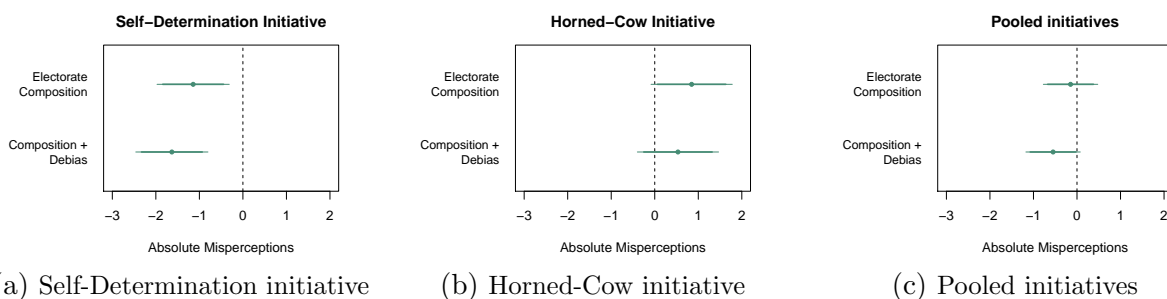 Self−Determination Initiative
Electorate
Composition
Composition +
Debias
−3 −2 −1 0 1 2
Absolute Misperceptions
a) Self-Determination initiative
Horned−Cow Initiative
Electorate
Composition
Composition +
Debias
−3 −2 −1 0 1 2
Absolute Misperceptions
(b) Horned-Cow initiative
Pooled initiatives
Electorate
Composition
Composition +
Debias
−3 −2 −1 0 1 2
Absolute Misperceptions
(c) Pooled initiatives